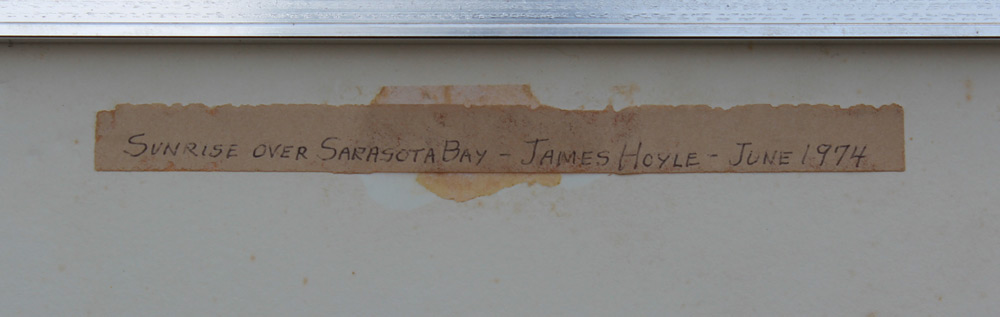 SUNRISE OVER SARASOTA BAY - JAMES HOYLE - JUNE 1974